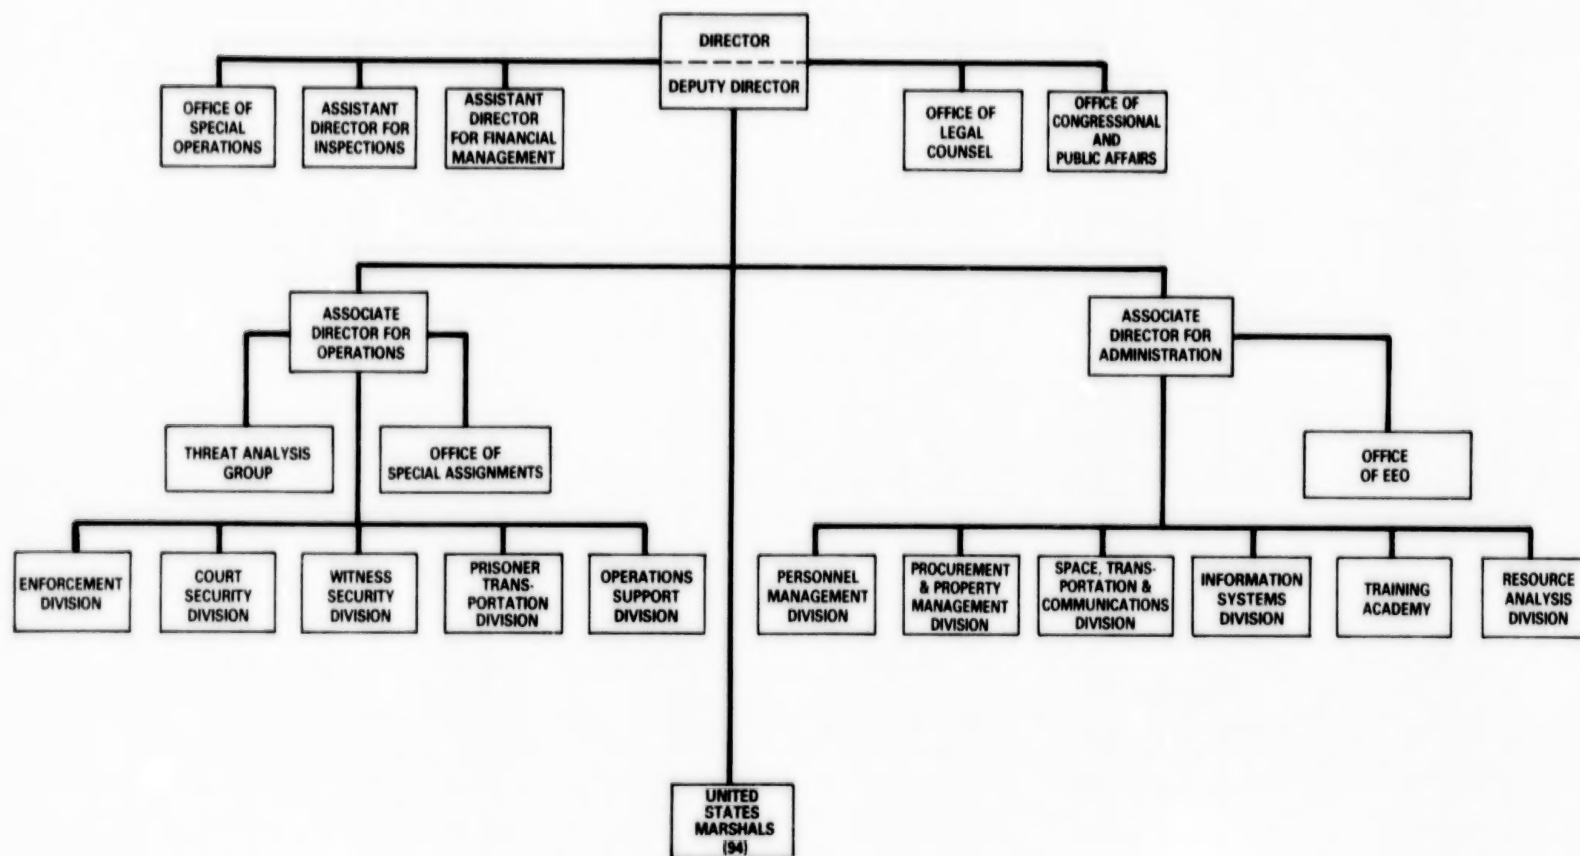 DIRECTOR
DEPUTY DIRECTOR
OFFICE OF
SPECIAL
OPERATIONS
ASSISTANT
DIRECTOR FOR
INSPECTIONS
ASSISTANT
DIRECTOR
FOR FINANCIAL
MANAGEMENT
OFFICE OF
LEGAL
COUNSEL
OFFICE OF
CONGRESSIONAL
AND
PUBLIC AFFAIRS
ASSOCIATE
DIRECTOR FOR
OPERATIONS
ASSOCIATE
DIRECTOR FOR
ADMINISTRATION
THREAT ANALYSIS
GROUP
OFFICE OF
SPECIAL ASSIGNMENTS
OFFICE
OF EEO
ENFORCEMENT
DIVISION
COURT
SECURITY
DIVISION
WITNESS
SECURITY
DIVISION
PRISONER
TRANS-
PORTATION
DIVISION
OPERATIONS
SUPPORT
DIVISION
PERSONNEL
MANAGEMENT
DIVISION
PROCUREMENT
& PROPERTY
MANAGEMENT
DIVISION
SPACE, TRANS-
PORTATION &
COMMUNICATIONS
DIVISION
INFORMATION
SYSTEMS
DIVISION
TRAINING
ACADEMY
RESOURCE
ANALYSIS
DIVISION
UNITED
STATES
MARSHALS
(94)